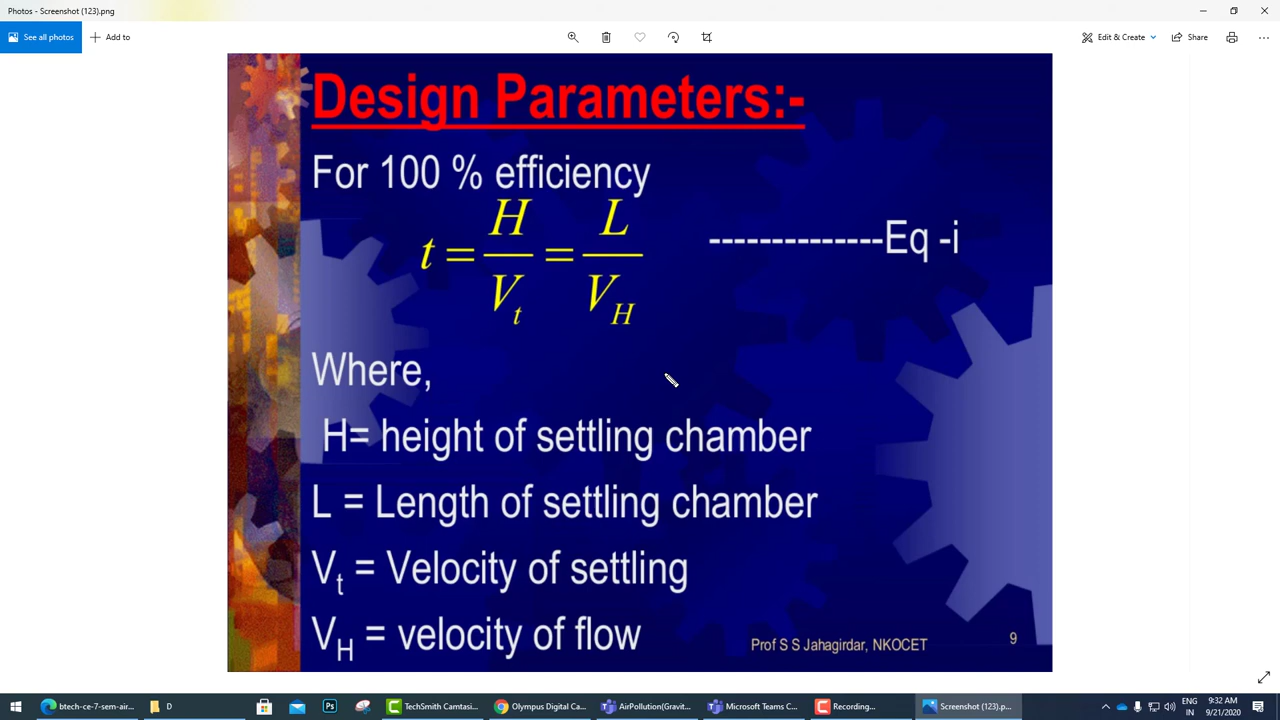 Photos - Screenshot (123).png
See all photos
Add to
Edit & Create
Share
Design Parameters:-
For 100 % efficiency
t = H/V_t = L/V_H --------------Eq -i
Where,
H= height of settling chamber
L = Length of settling chamber
V_t = Velocity of settling
V_H = velocity of flow
Prof S S Jahagirdar, NKOCET 9
btech-ce-7-sem-air...
D
TechSmith Camtasi...
Olympus Digital Ca...
AirPollution(Gravit...
Microsoft Teams C...
Recording...
Screenshot (123).p...
ENG
IN
9:32 AM
9/21/2020